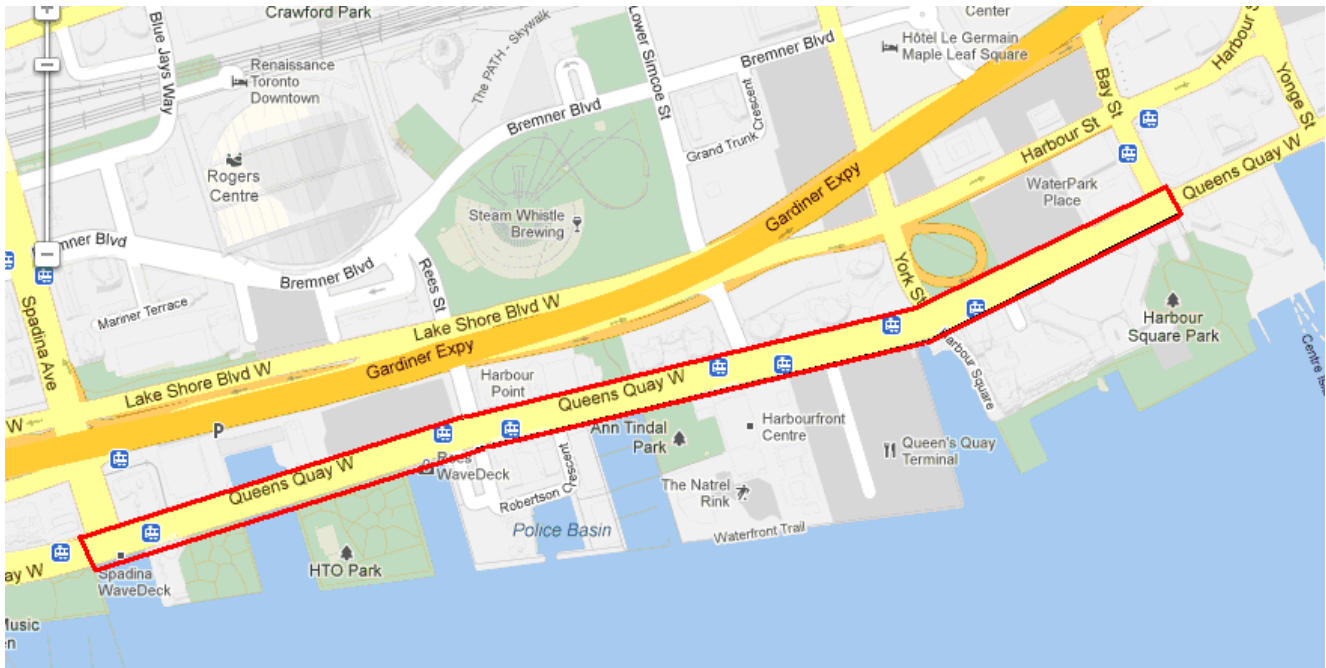 Crawford Park
Center
Blue Jays Way
Renaissance
Toronto
Downtown
The PATH - Skywalk
Lower Simcoe St
Bremner Blvd
Hôtel Le Germain
Maple Leaf Square
Harbour S
Bay St
Yonge St
Bremner Blvd
Grand Trunk Crescent
Harbour St
Rogers
Centre
Steam Whistle
Brewing
Gardiner Expy
WaterPark
Place
Queens Quay W
emner Blvd
Bremner Blvd
Rees St
York St
Spadina Ave
Mariner Terrace
Lake Shore Blvd W
Harbour
Square Park
Gardiner Expy
Harbour Square
Centre Isla
Lake Shore Blvd W
Harbour
Point
Queens Quay W
W
P
Ann Tindal
Park
Harbourfront
Centre
Queen's Quay
Terminal
Rees
WaveDeck
Queens Quay W
Robertson Crescent
The Natrel
Rink
Police Basin
Waterfront Trail
ay W
Spadina
WaveDeck
HTO Park
Music
en